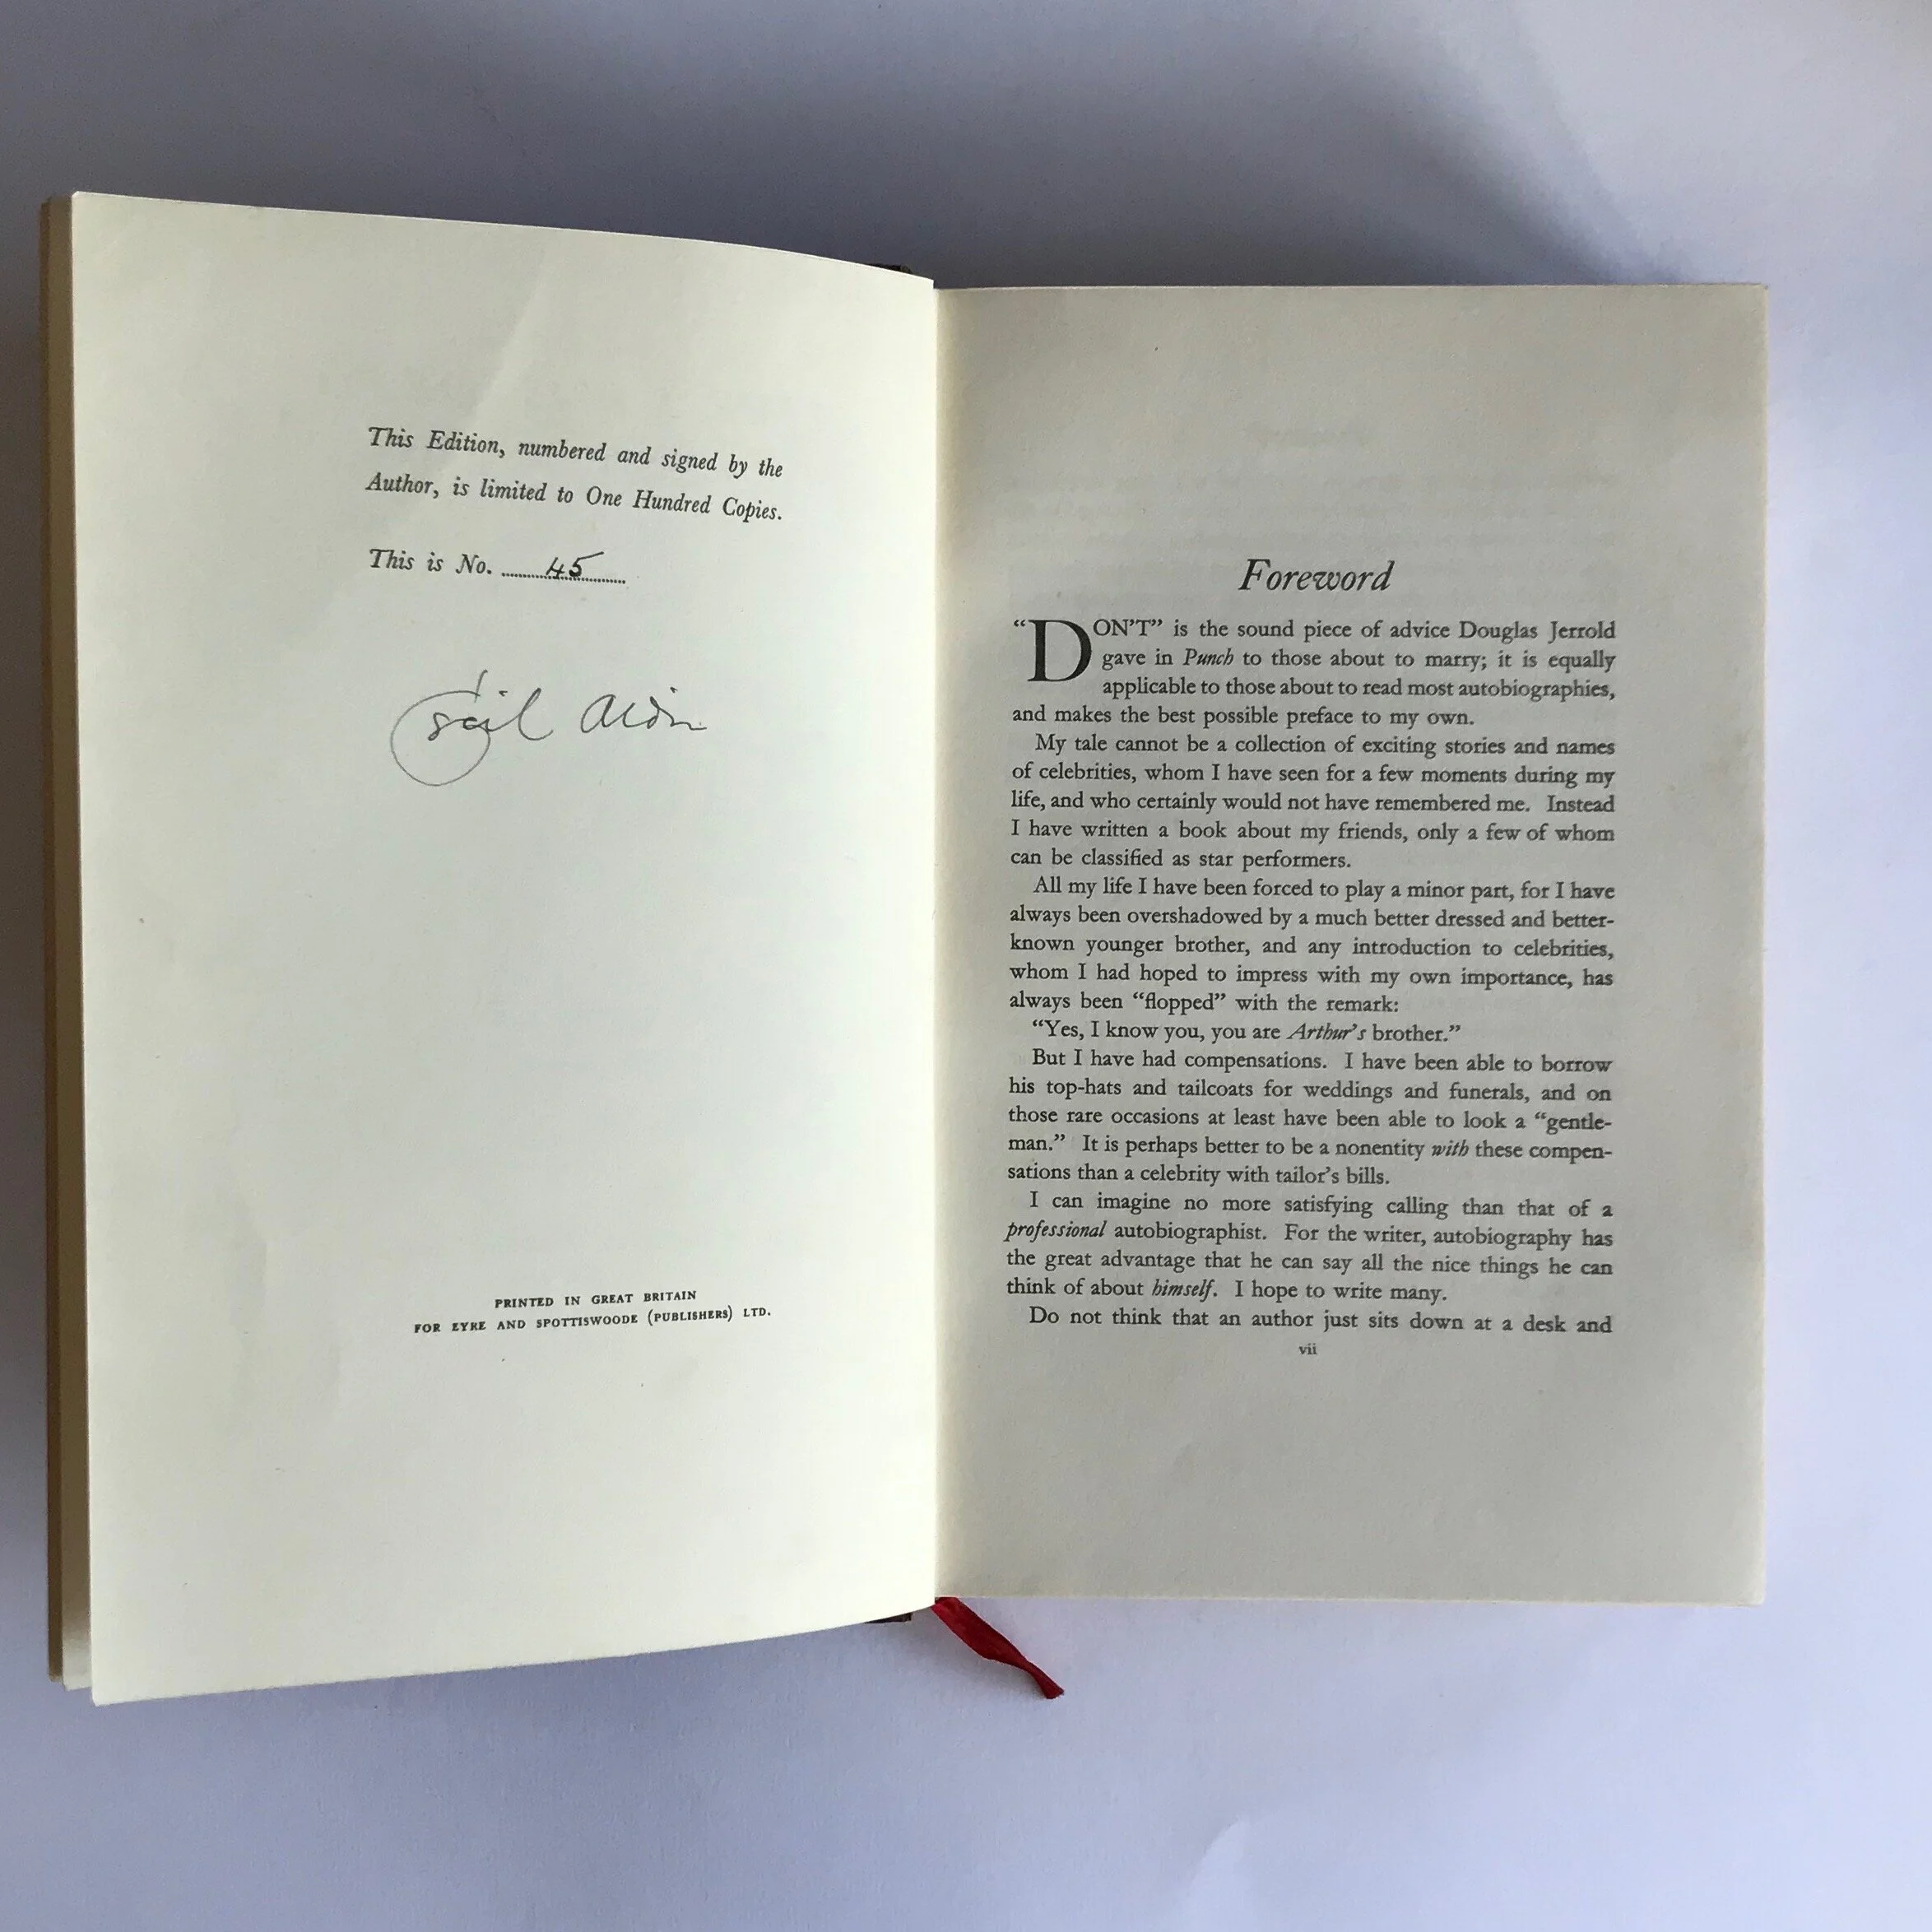 This Edition, numbered and signed by the
Author, is limited to One Hundred Copies.
This is No. 45
Cecil Aldin
PRINTED IN GREAT BRITAIN
FOR EYRE AND SPOTTISWOODE (PUBLISHERS) LTD.
Foreword
"DON'T" is the sound piece of advice Douglas Jerrold
gave in Punch to those about to marry; it is equally
applicable to those about to read most autobiographies,
and makes the best possible preface to my own.
My tale cannot be a collection of exciting stories and names
of celebrities, whom I have seen for a few moments during my
life, and who certainly would not have remembered me. Instead
I have written a book about my friends, only a few of whom
can be classified as star performers.
All my life I have been forced to play a minor part, for I have
always been overshadowed by a much better dressed and better-
known younger brother, and any introduction to celebrities,
whom I had hoped to impress with my own importance, has
always been "flopped" with the remark:
"Yes, I know you, you are Arthur's brother."
But I have had compensations. I have been able to borrow
his top-hats and tailcoats for weddings and funerals, and on
those rare occasions at least have been able to look a "gentle-
man." It is perhaps better to be a nonentity with these compen-
sations than a celebrity with tailor's bills.
I can imagine no more satisfying calling than that of a
professional autobiographist. For the writer, autobiography has
the great advantage that he can say all the nice things he can
think of about himself. I hope to write many.
Do not think that an author just sits down at a desk and
vii